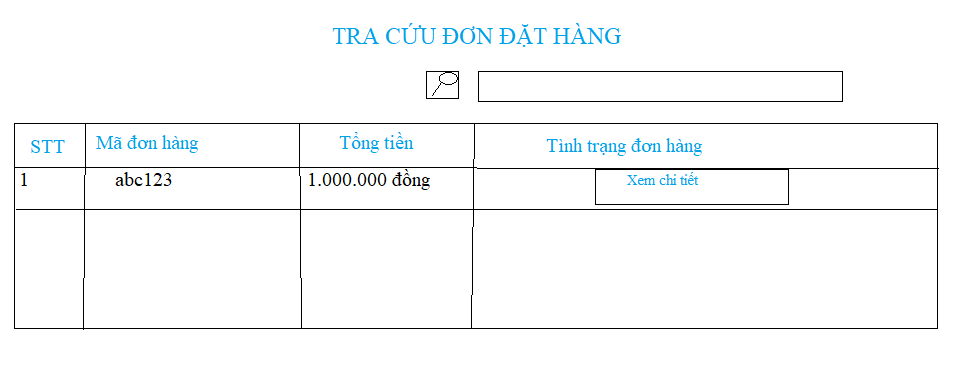 TRA CỨU ĐƠN ĐẶT HÀNG
STT Mã đơn hàng Tổng tiền Tình trạng đơn hàng
1 abc123 1.000.000 đồng Xem chi tiết